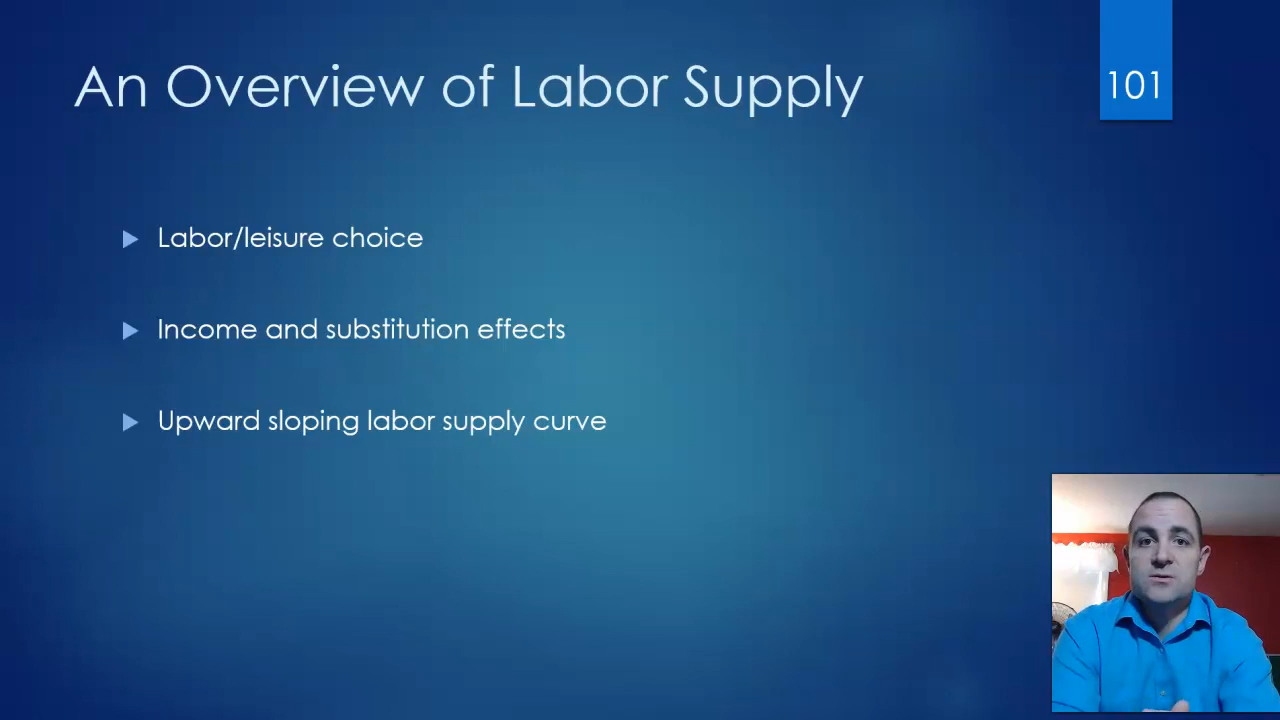 An Overview of Labor Supply
101
Labor/leisure choice
Income and substitution effects
Upward sloping labor supply curve